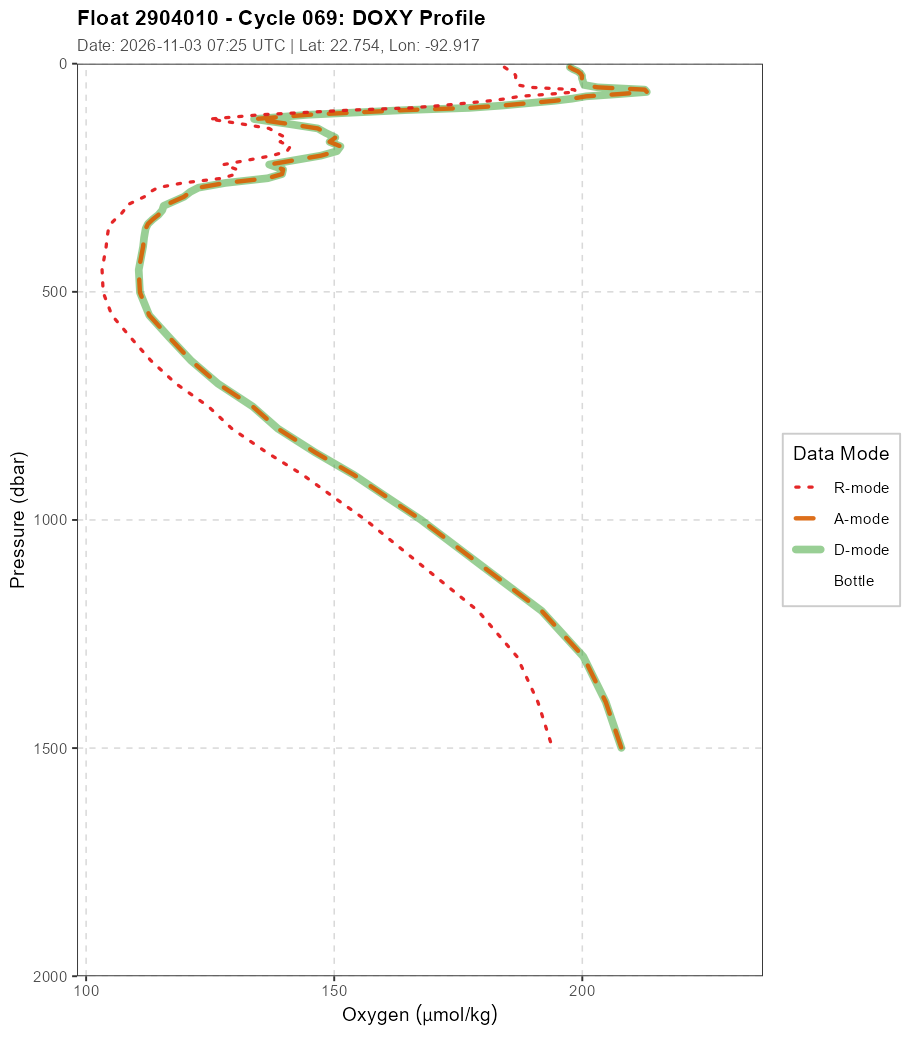 Float 2904010 - Cycle 069: DOXY Profile
Date: 2026-11-03 07:25 UTC | Lat: 22.754, Lon: -92.917
0
500
1000
1500
2000
Pressure (dbar)
100
150
200
Oxygen (μmol/kg)
Data Mode
R-mode
A-mode
D-mode
Bottle